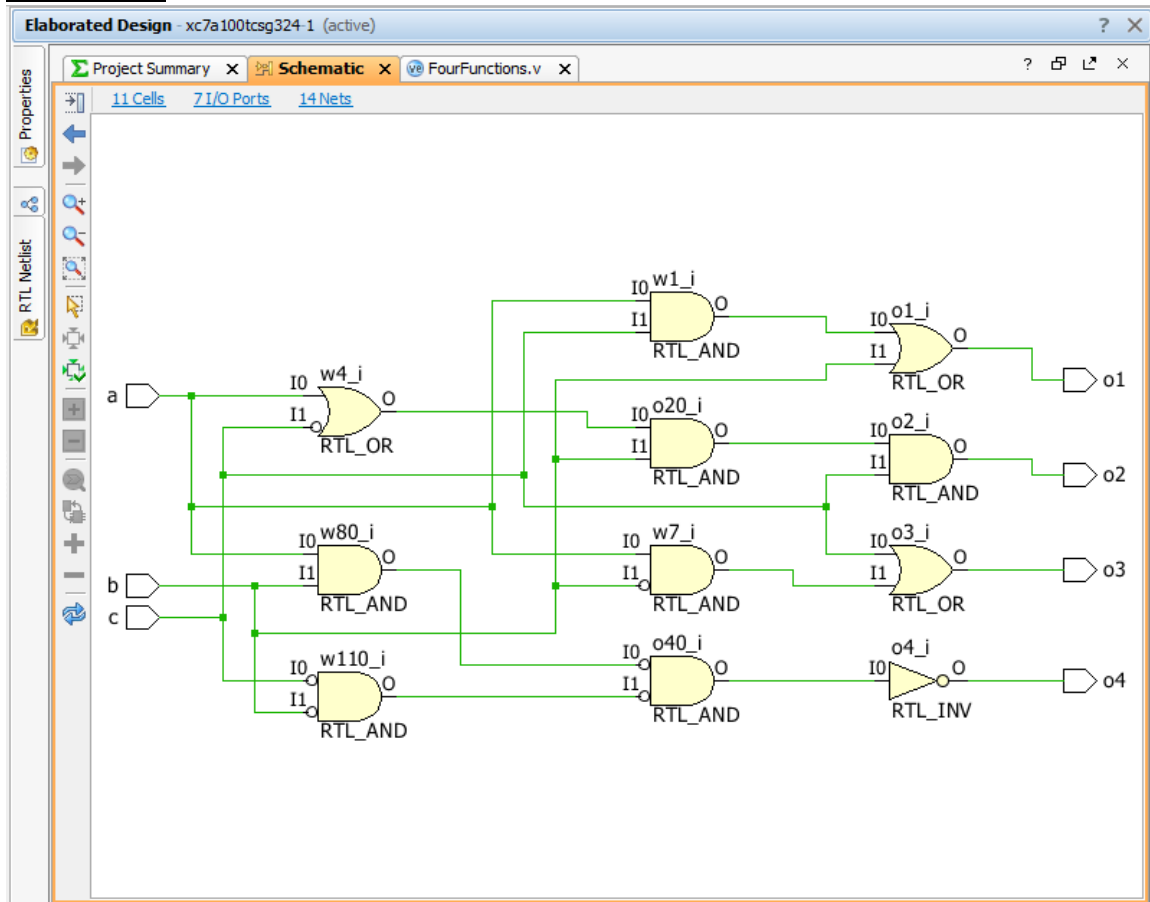 Elaborated Design - xc7a100tcsg324-1 (active)
Properties
RTL Netlist
Project Summary
Schematic
FourFunctions.v
11 Cells
7 I/O Ports
14 Nets
w1_i
I0
O
I1
RTL_AND
o1_i
I0
O
I1
RTL_OR
o1
a
w4_i
I0
O
I1
RTL_OR
o20_i
I0
O
I1
RTL_AND
o2_i
I0
O
I1
RTL_AND
o2
w80_i
I0
O
I1
RTL_AND
w7_i
I0
O
I1
RTL_AND
o3_i
I0
O
I1
RTL_OR
o3
b
c
w110_i
I0
O
I1
RTL_AND
o40_i
I0
O
I1
RTL_AND
o4_i
I0
O
RTL_INV
o4